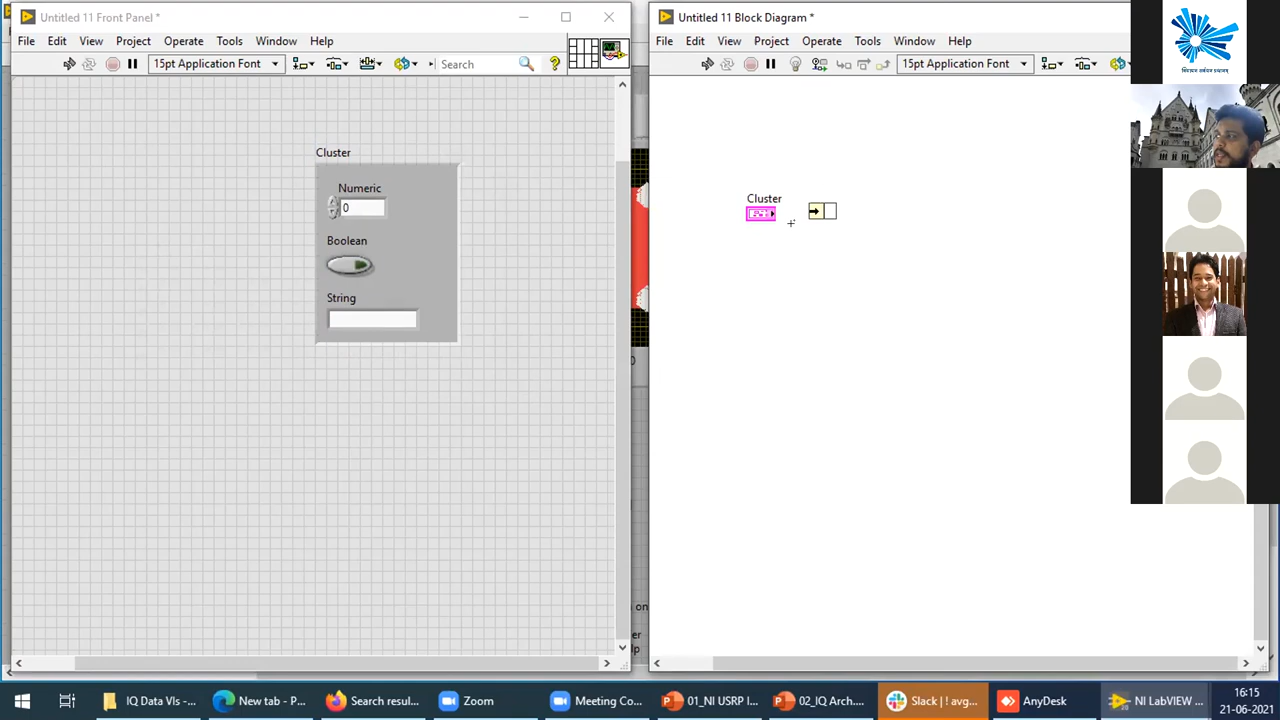 Untitled 11 Front Panel *
File Edit View Project Operate Tools Window Help
15pt Application Font
Search
Cluster
Numeric
0
Boolean
String
Untitled 11 Block Diagram *
File Edit View Project Operate Tools Window Help
15pt Application Font
Cluster
IQ Data VIs -...
New tab - P...
Search resul...
Zoom
Meeting Co...
01_NI USRP I...
02_IQ Arch....
Slack | ! avg...
AnyDesk
NI LabVIEW ...
16:15
21-06-2021